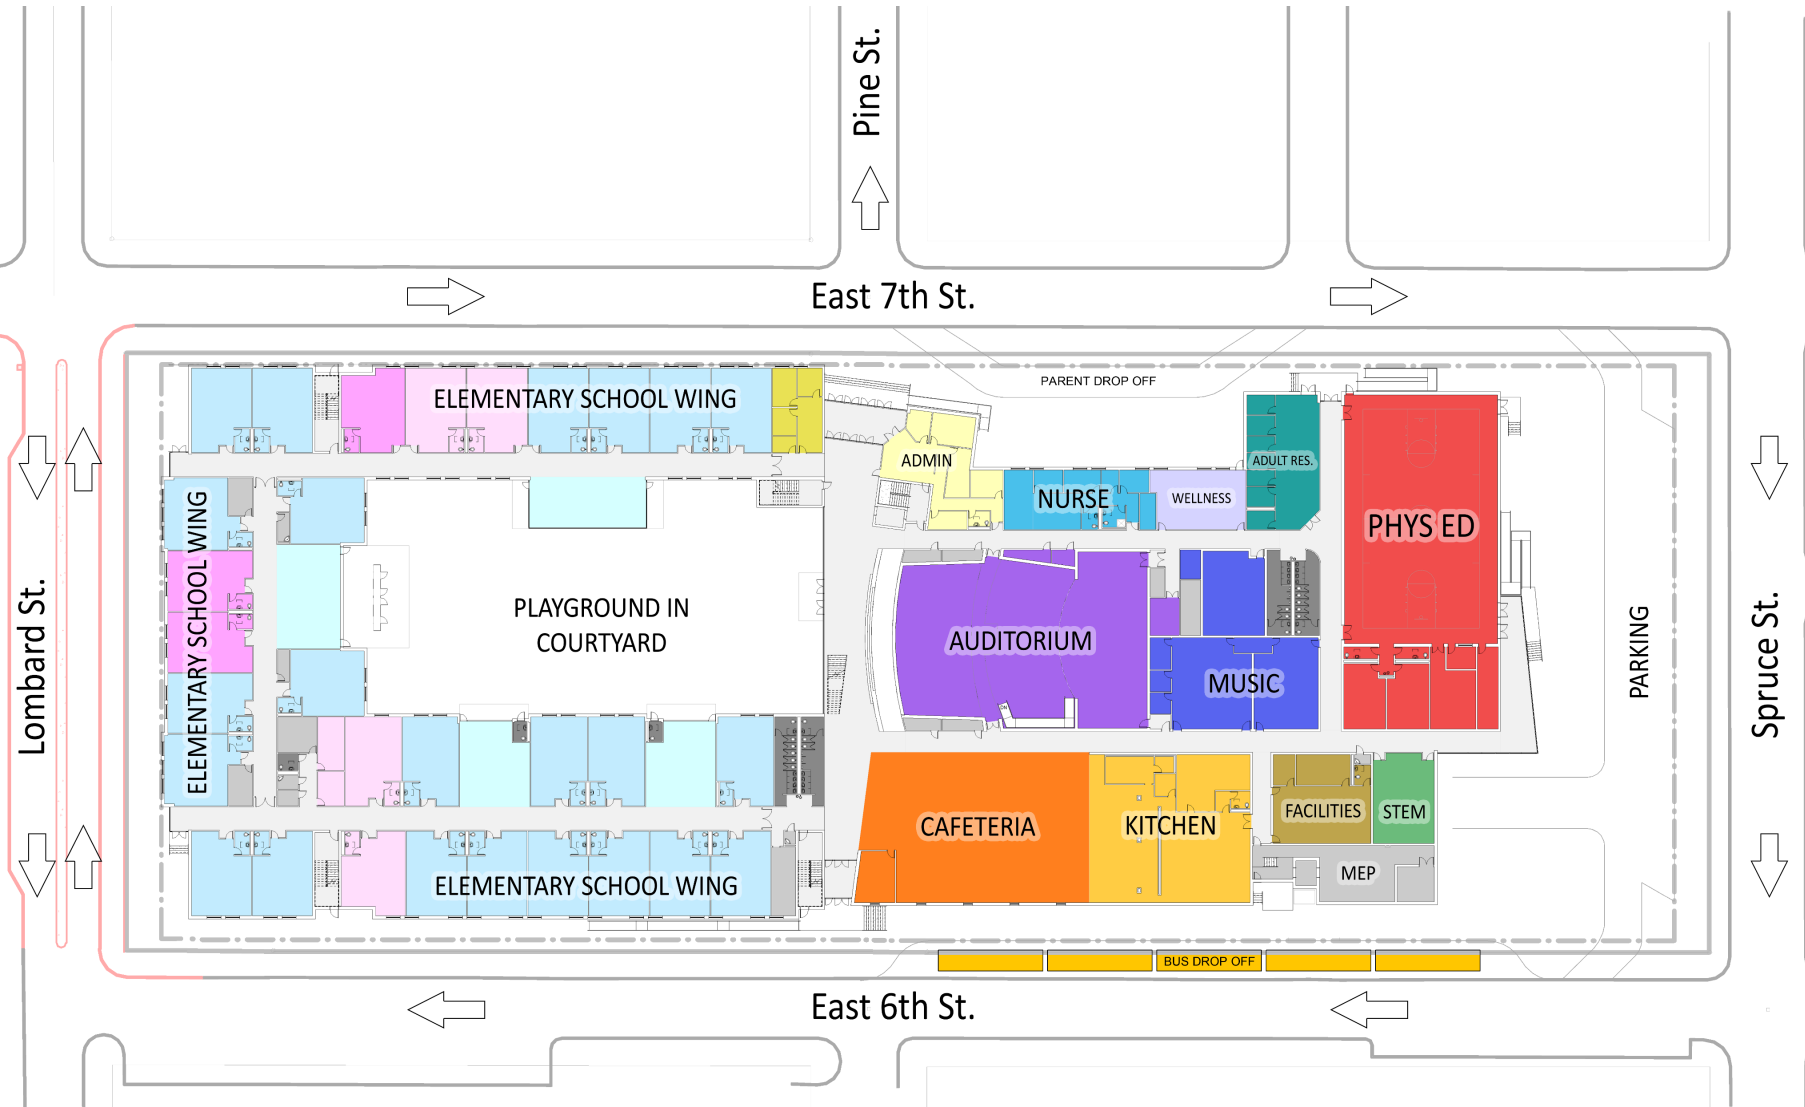 Pine St.
East 7th St.
PARENT DROP OFF
ELEMENTARY SCHOOL WING
ADMIN
ADULT RES.
NURSE
WELLNESS
PHYS ED
ELEMENTARY SCHOOL WING
PLAYGROUND IN
COURTYARD
AUDITORIUM
MUSIC
Lombard St.
PARKING
Spruce St.
DN
CAFETERIA
KITCHEN
FACILITIES
STEM
MEP
ELEMENTARY SCHOOL WING
BUS DROP OFF
East 6th St.